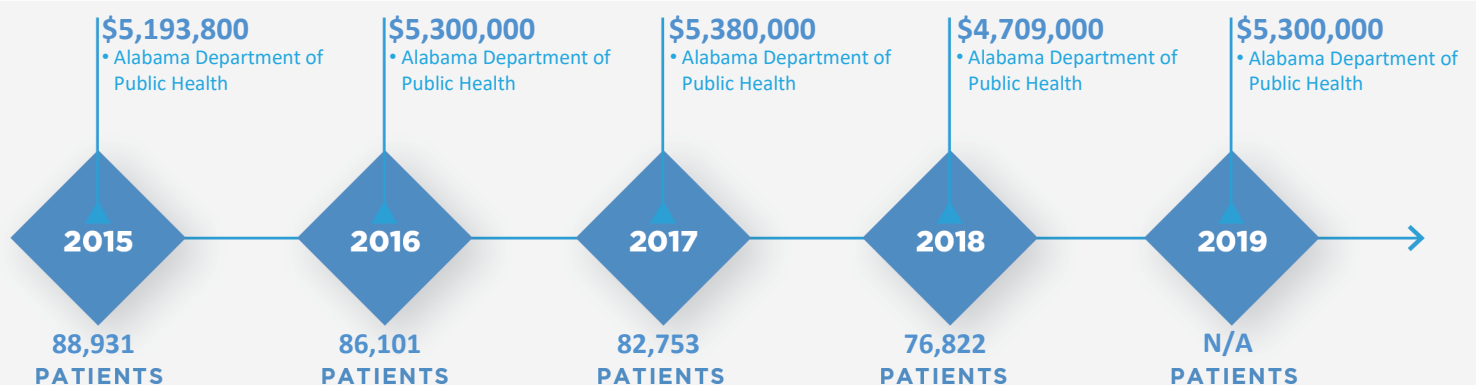 $5,193,800
• Alabama Department of
Public Health
$5,300,000
• Alabama Department of
Public Health
$5,380,000
• Alabama Department of
Public Health
$4,709,000
• Alabama Department of
Public Health
$5,300,000
• Alabama Department of
Public Health
2015
2016
2017
2018
2019
88,931
PATIENTS
86,101
PATIENTS
82,753
PATIENTS
76,822
PATIENTS
N/A
PATIENTS